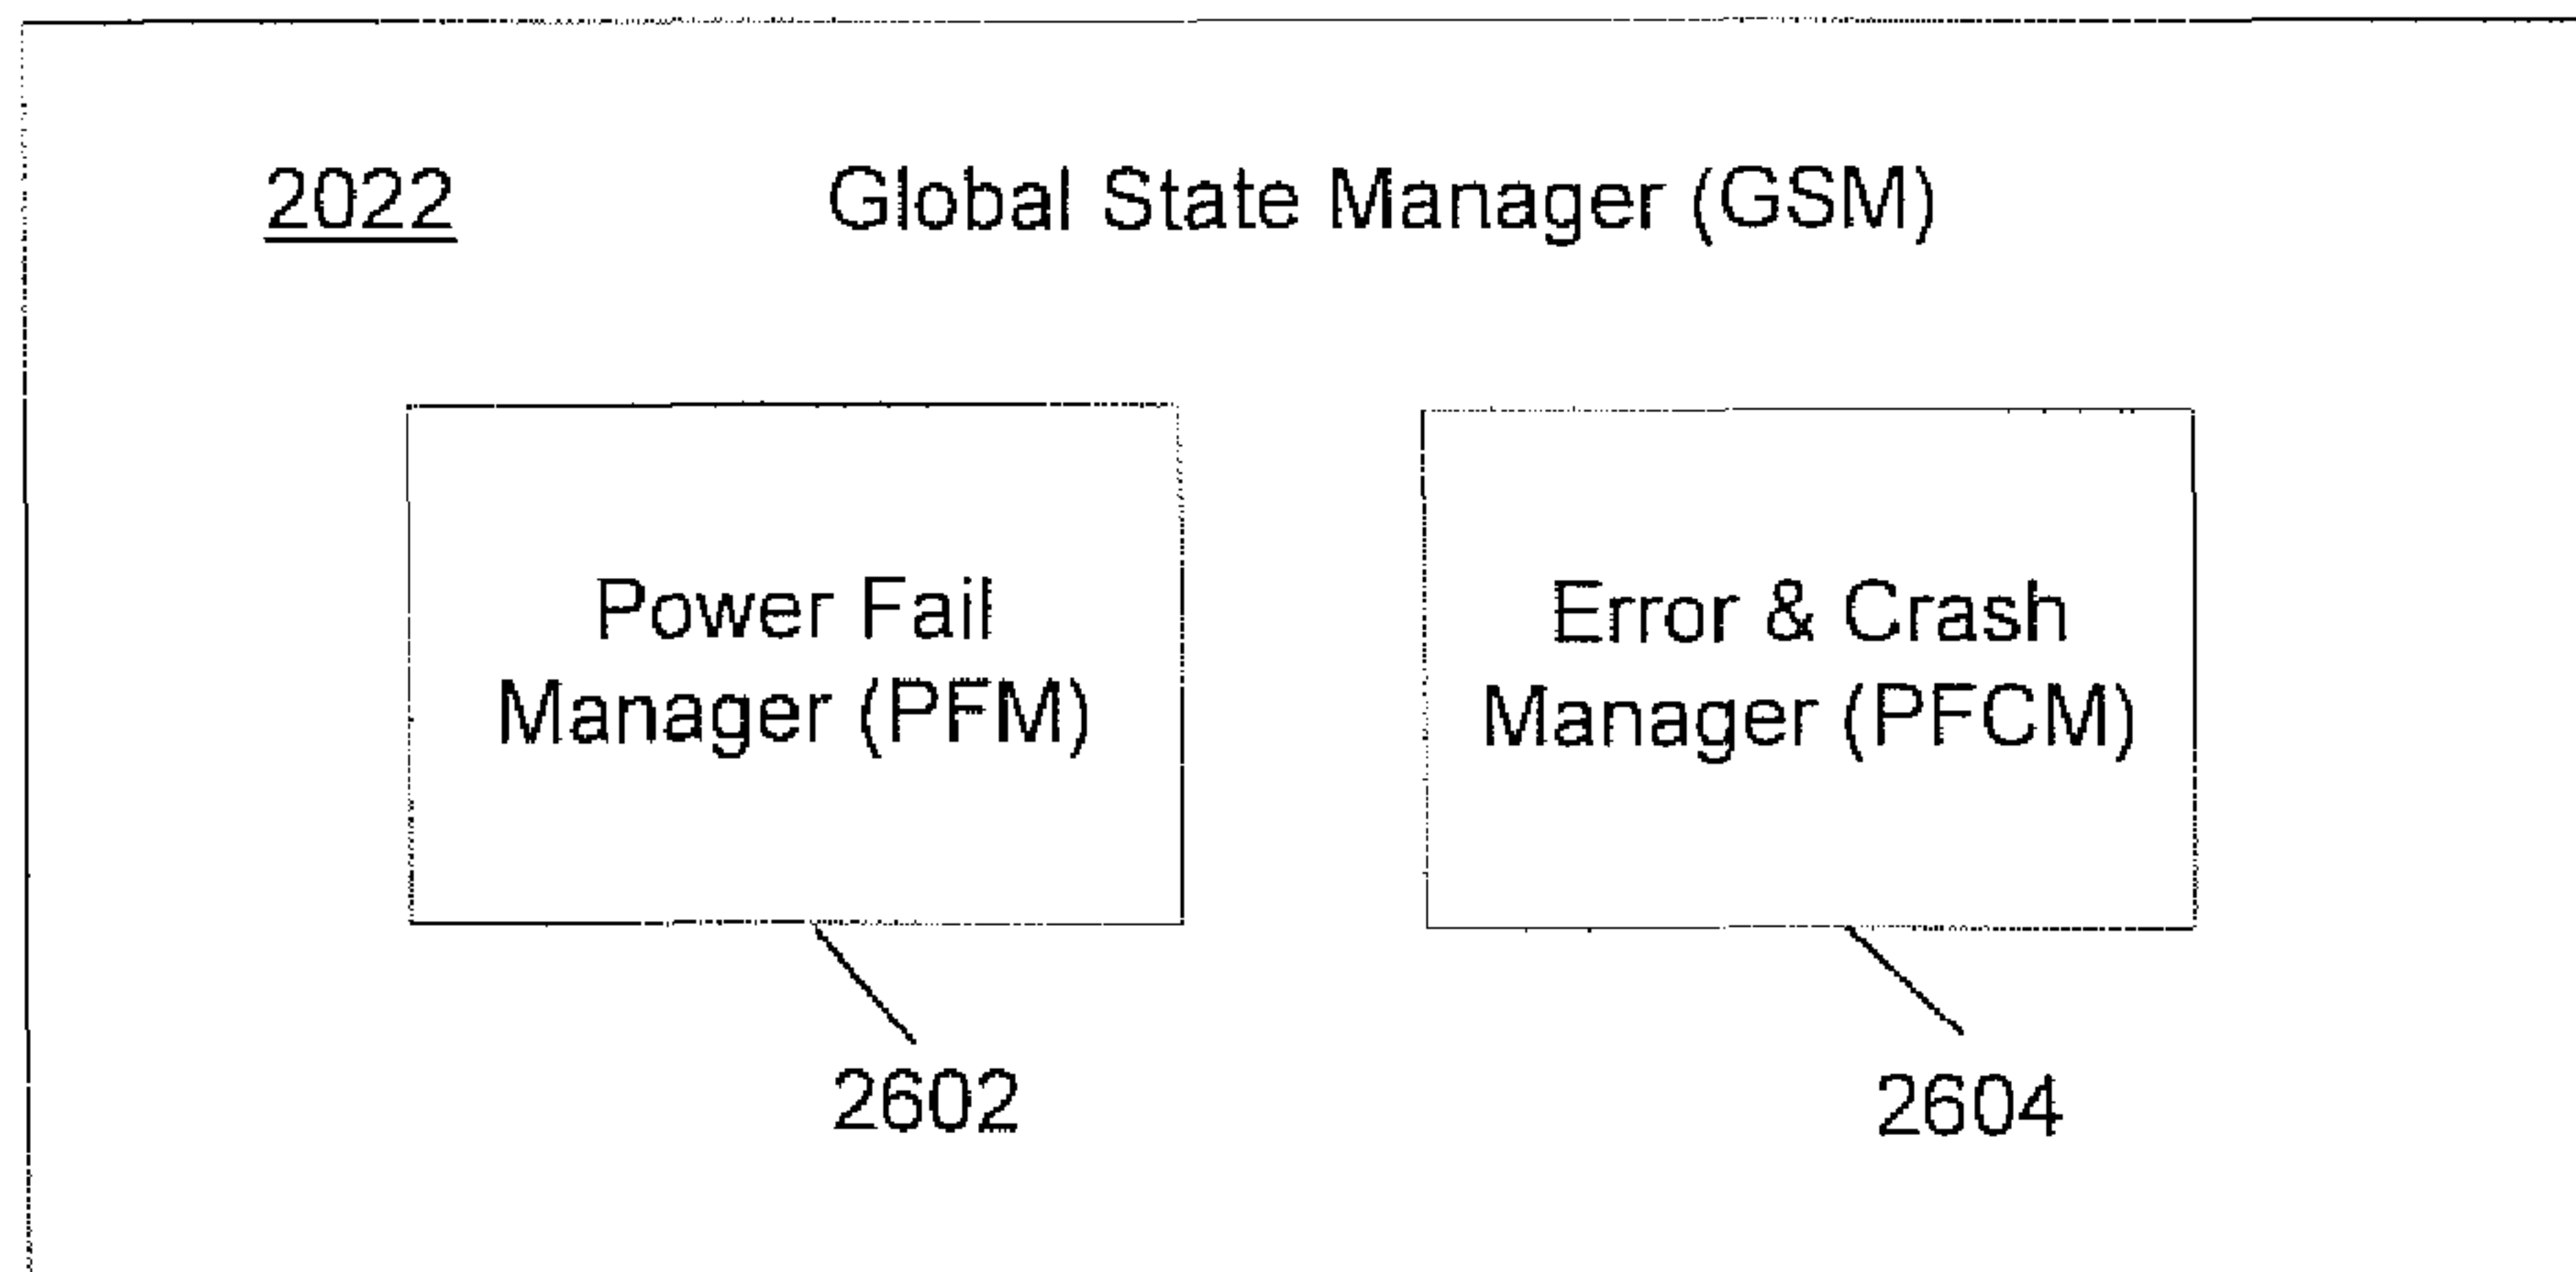 2022
Global State Manager (GSM)
Power Fail
Manager (PFM)
Error & Crash
Manager (PFCM)
2602
2604